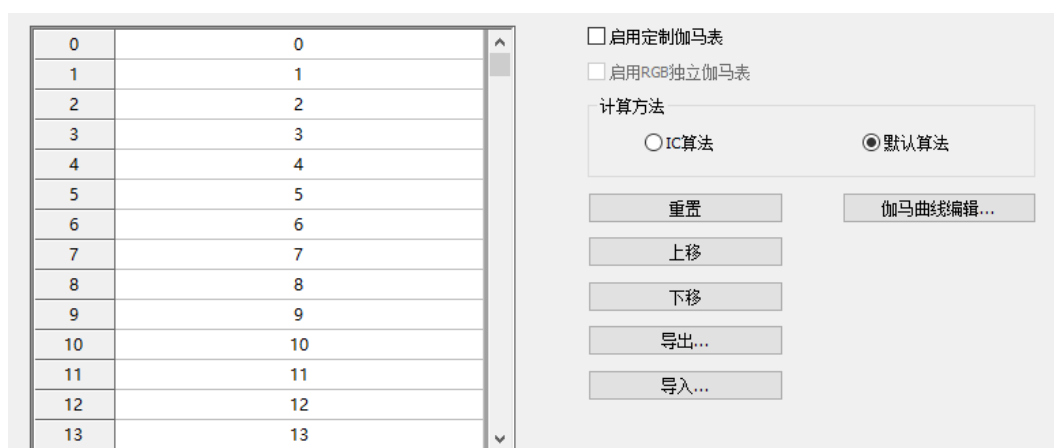 0 0
1 1
2 2
3 3
4 4
5 5
6 6
7 7
8 8
9 9
10 10
11 11
12 12
13 13
启用定制伽马表
启用RGB独立伽马表
计算方法
IC算法 默认算法
重置 伽马曲线编辑...
上移
下移
导出...
导入...